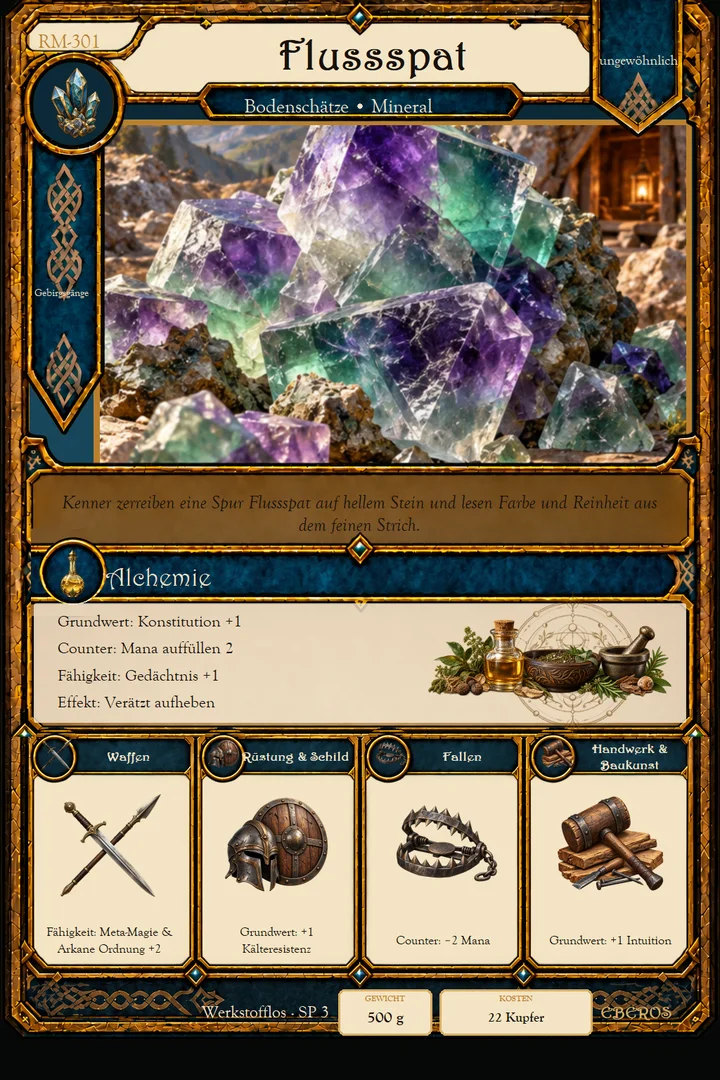 RM-301
Flussspat
ungewöhnlich
Bodenschätze • Mineral
Gebirgsgänge
Kenner zerreiben eine Spur Flussspat auf hellem Stein und lesen Farbe und Reinheit aus
dem feinen Strich.
Alchemie
Grundwert: Konstitution +1
Counter: Mana auffüllen 2
Fähigkeit: Gedächtnis +1
Effekt: Verätzt aufheben
Waffen
Rüstung & Schild
Fallen
Handwerk &
Baukunst
Fähigkeit: Meta-Magie &
Arkane Ordnung +2
Grundwert: +1
Kälteresistenz
Counter: −2 Mana
Grundwert: +1 Intuition
Werkstofflos · SP 3
GEWICHT
500 g
KOSTEN
22 Kupfer
EBEROS